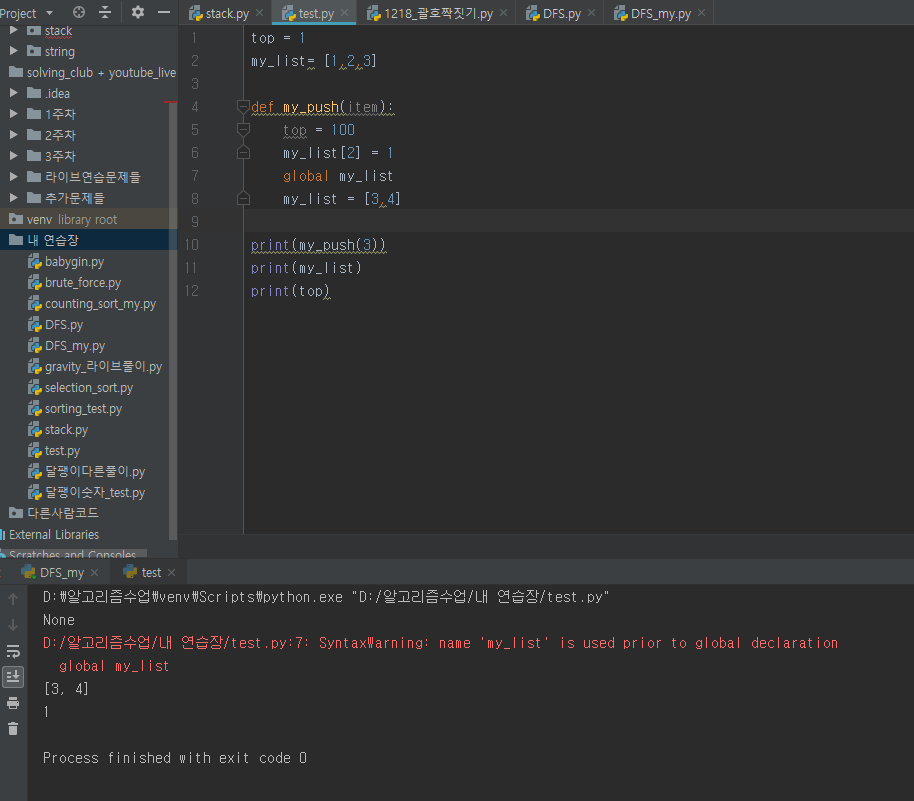 Project
stack.py
test.py
1218_괄호짝짓기.py
DFS.py
DFS_my.py
stack
string
solving_club + youtube_live
.idea
1주차
2주차
3주차
라이브연습문제들
추가문제들
venv library root
내 연습장
babygin.py
brute_force.py
counting_sort_my.py
DFS.py
DFS_my.py
gravity_라이브풀이.py
selection_sort.py
sorting_test.py
stack.py
test.py
달팽이다른풀이.py
달팽이숫자_test.py
다른사람코드
External Libraries
Scratches and Consoles
1 top = 1
2 my_list= [1,2,3]
3
4 def my_push(item):
5     top = 100
6     my_list[2] = 1
7     global my_list
8     my_list = [3,4]
9
10 print(my_push(3))
11 print(my_list)
12 print(top)
DFS_my
test
D:\알고리즘수업\venv\Scripts\python.exe "D:/알고리즘수업/내 연습장/test.py"
None
D:/알고리즘수업/내 연습장/test.py:7: SyntaxWarning: name 'my_list' is used prior to global declaration
  global my_list
[3, 4]
1
Process finished with exit code 0